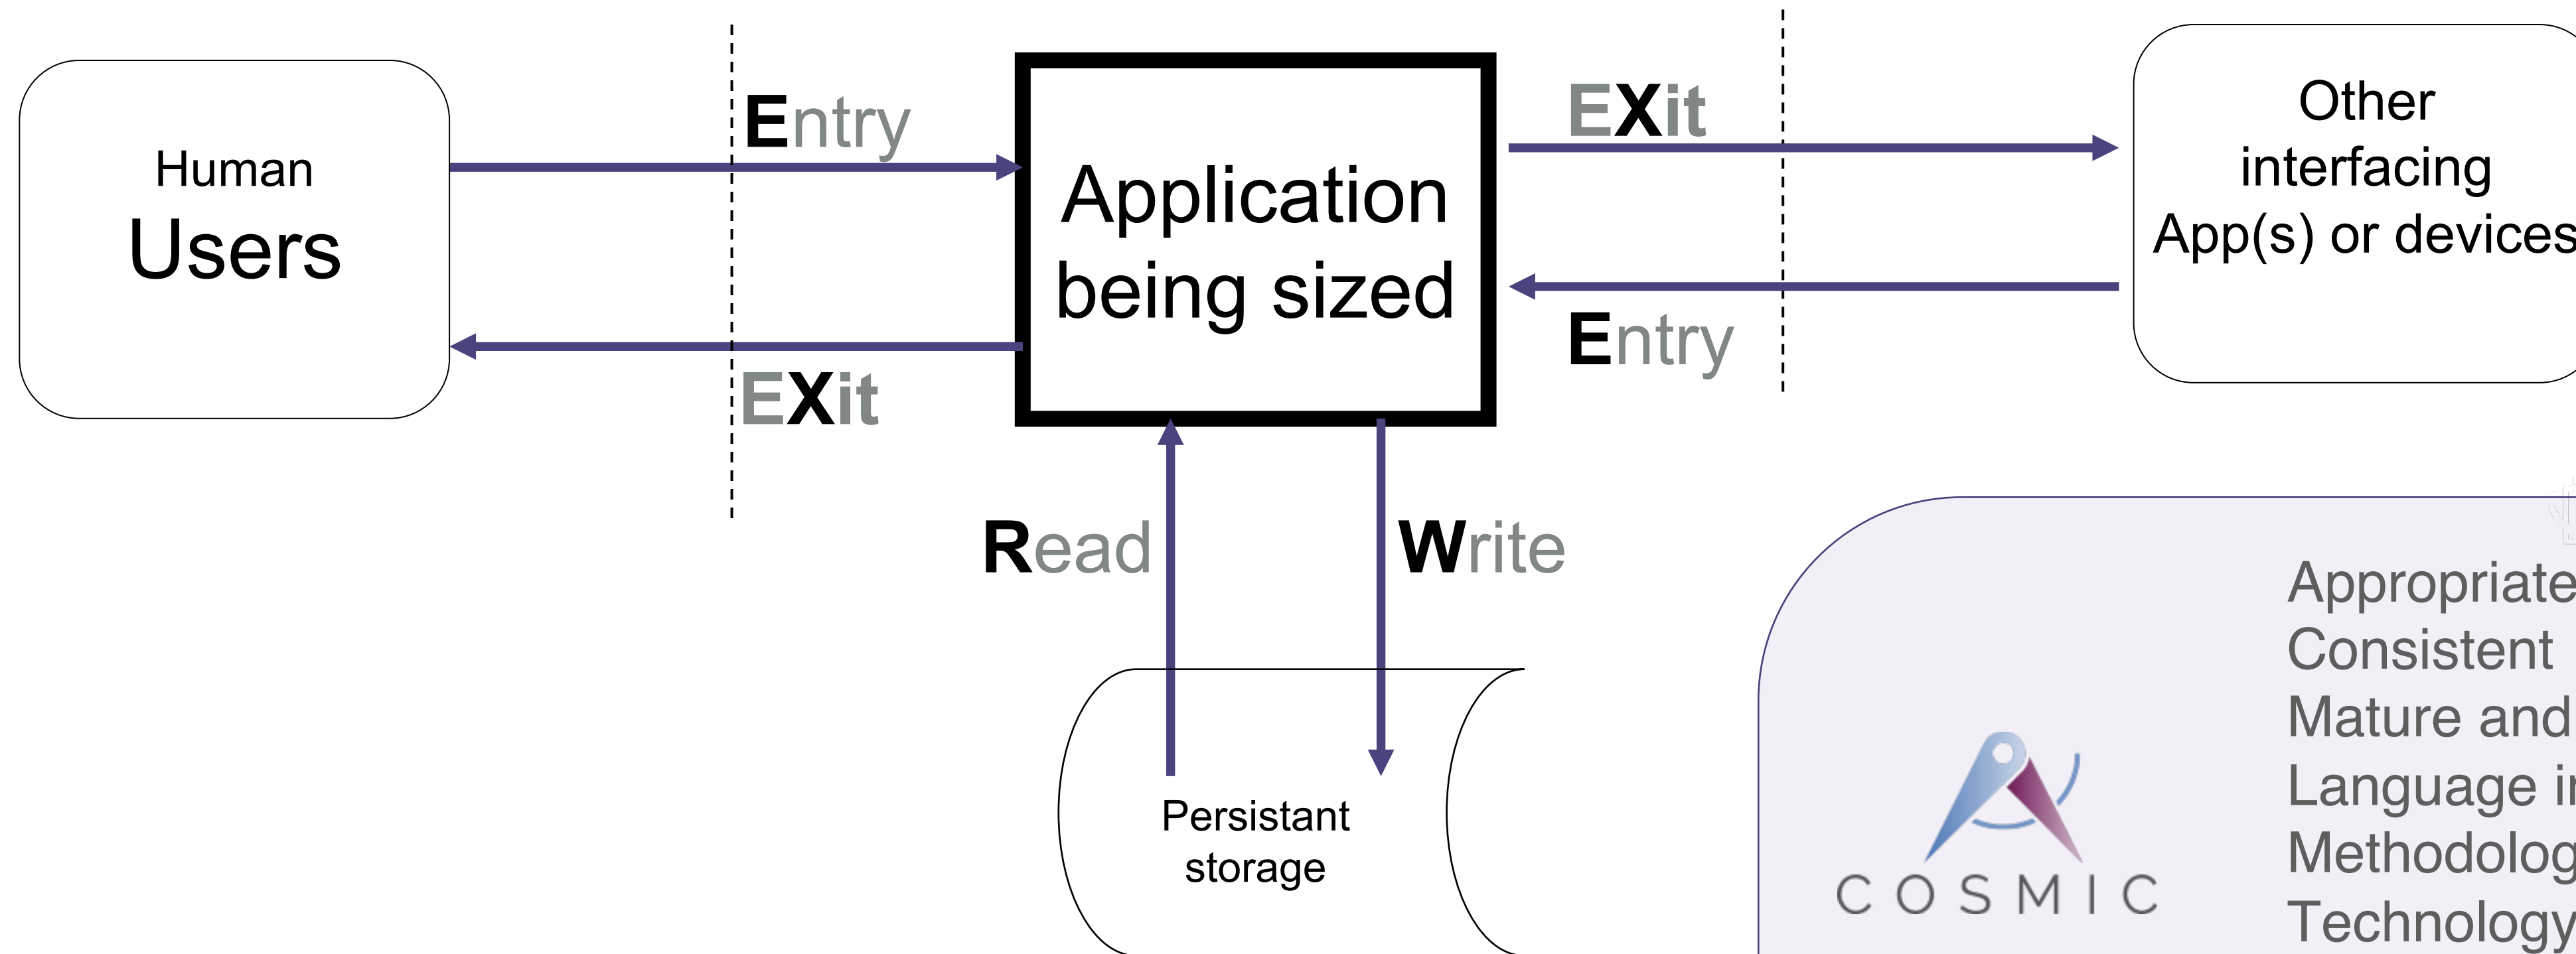 Human
Users
Entry
EXit
Application
being sized
EXit
Entry
Other
interfacing
App(s) or devices
Read
Write
Persistant
storage
COSMIC
Appropriate
Consistent
Mature and
Language
Technology